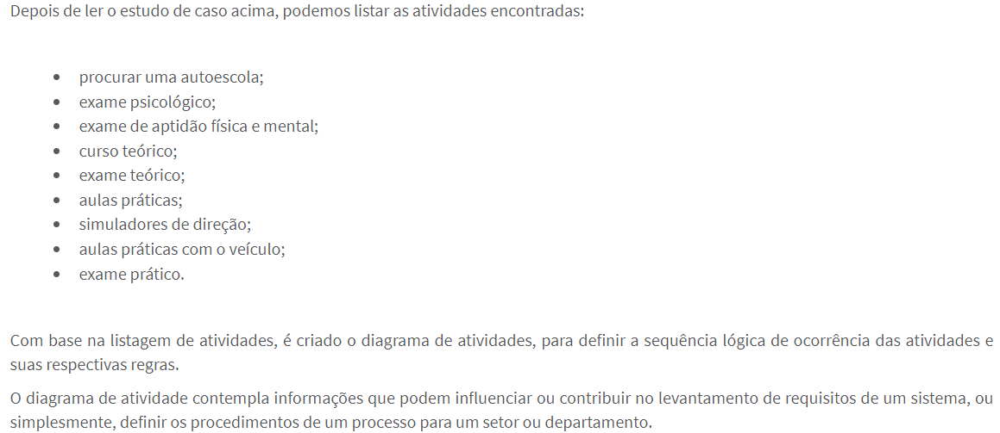 Depois de ler o estudo de caso acima, podemos listar as atividades encontradas:
• procurar uma autoescola;
• exame psicológico;
• exame de aptidão física e mental;
• curso teórico;
• exame teórico;
• aulas práticas;
• simuladores de direção;
• aulas práticas com o veículo;
• exame prático.
Com base na listagem de atividades, é criado o diagrama de atividades, para definir a sequência lógica de ocorrência das atividades e
suas respectivas regras.
O diagrama de atividade contempla informações que podem influenciar ou contribuir no levantamento de requisitos de um sistema, ou
simplesmente, definir os procedimentos de um processo para um setor ou departamento.